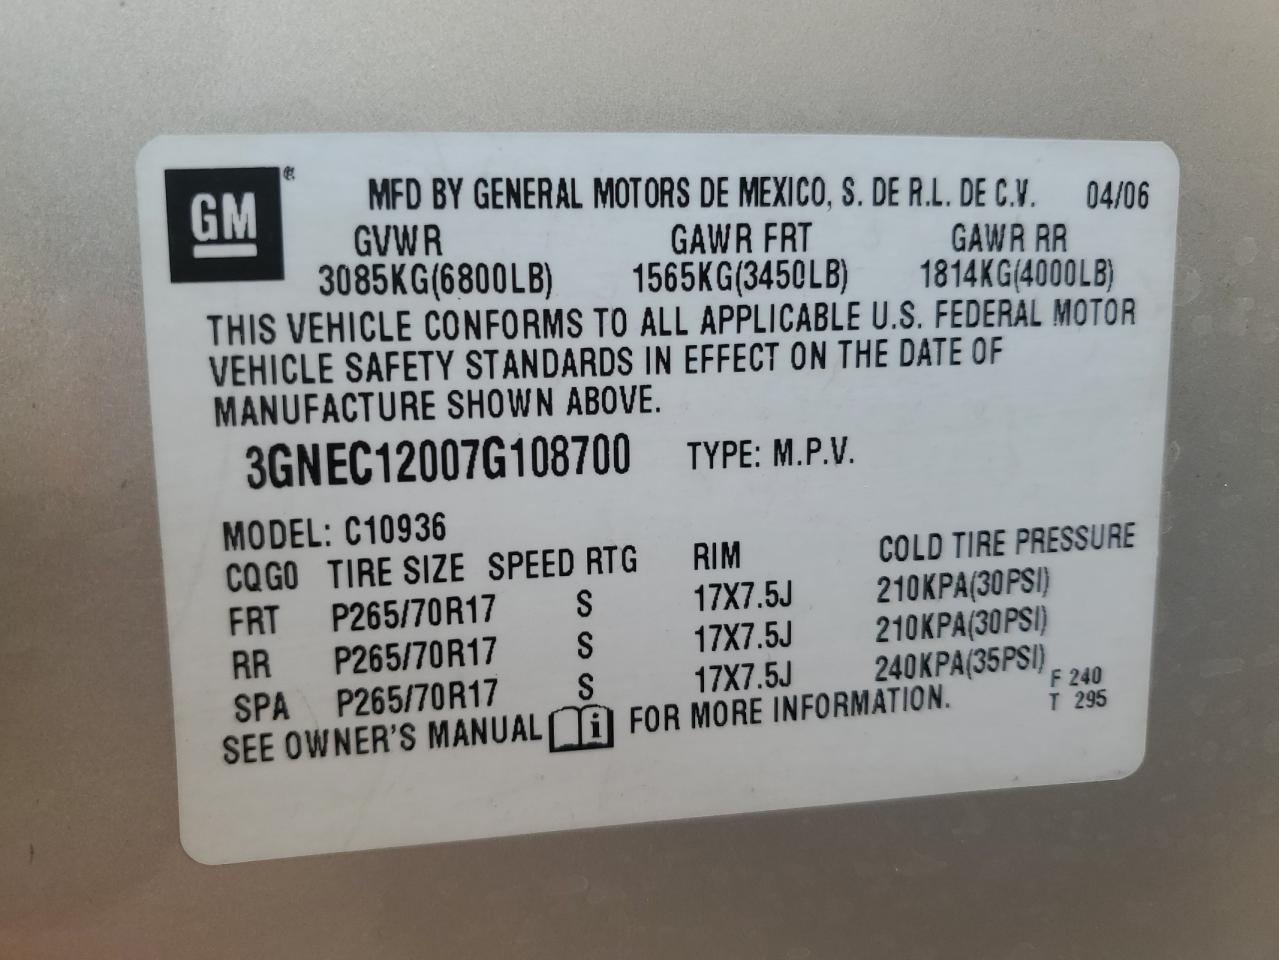 GM ®
MFD BY GENERAL MOTORS DE MEXICO, S. DE R.L. DE C.V. 04/06
GVWR GAWR FRT GAWR RR
3085KG(6800LB) 1565KG(3450LB) 1814KG(4000LB)
THIS VEHICLE CONFORMS TO ALL APPLICABLE U.S. FEDERAL MOTOR
VEHICLE SAFETY STANDARDS IN EFFECT ON THE DATE OF
MANUFACTURE SHOWN ABOVE.
3GNEC12007G108700 TYPE: M.P.V.
MODEL: C10936
CQG0 TIRE SIZE SPEED RTG RIM COLD TIRE PRESSURE
FRT P265/70R17 S 17X7.5J 210KPA(30PSI)
RR P265/70R17 S 17X7.5J 210KPA(30PSI)
SPA P265/70R17 S 17X7.5J 240KPA(35PSI)
SEE OWNER'S MANUAL i FOR MORE INFORMATION.
F 240
T 295